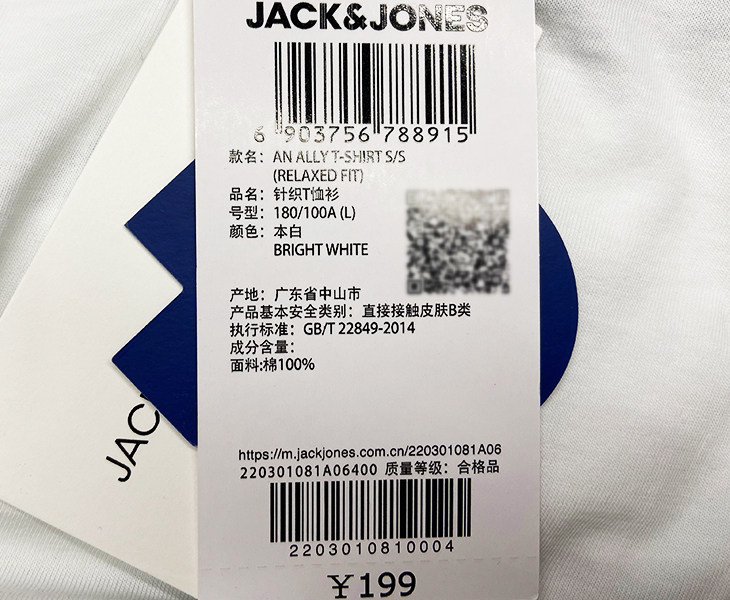 JACK&JONES
6 903756 788915
款名: AN ALLY T-SHIRT S/S
(RELAXED FIT)
品名: 针织T恤衫
号型: 180/100A (L)
颜色: 本白
BRIGHT WHITE
产地: 广东省中山市
产品基本安全类别: 直接接触皮肤B类
执行标准: GB/T 22849-2014
成分含量:
面料:棉100%
https://m.jackjones.com.cn/220301081A06
220301081A06400 质量等级: 合格品
2203010810004
￥199
JAC